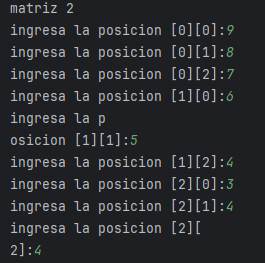 matriz 2
ingresa la posicion [0][0]:9
ingresa la posicion [0][1]:8
ingresa la posicion [0][2]:7
ingresa la posicion [1][0]:6
ingresa la p
osicion [1][1]:5
ingresa la posicion [1][2]:4
ingresa la posicion [2][0]:3
ingresa la posicion [2][1]:4
ingresa la posicion [2][
2]:4